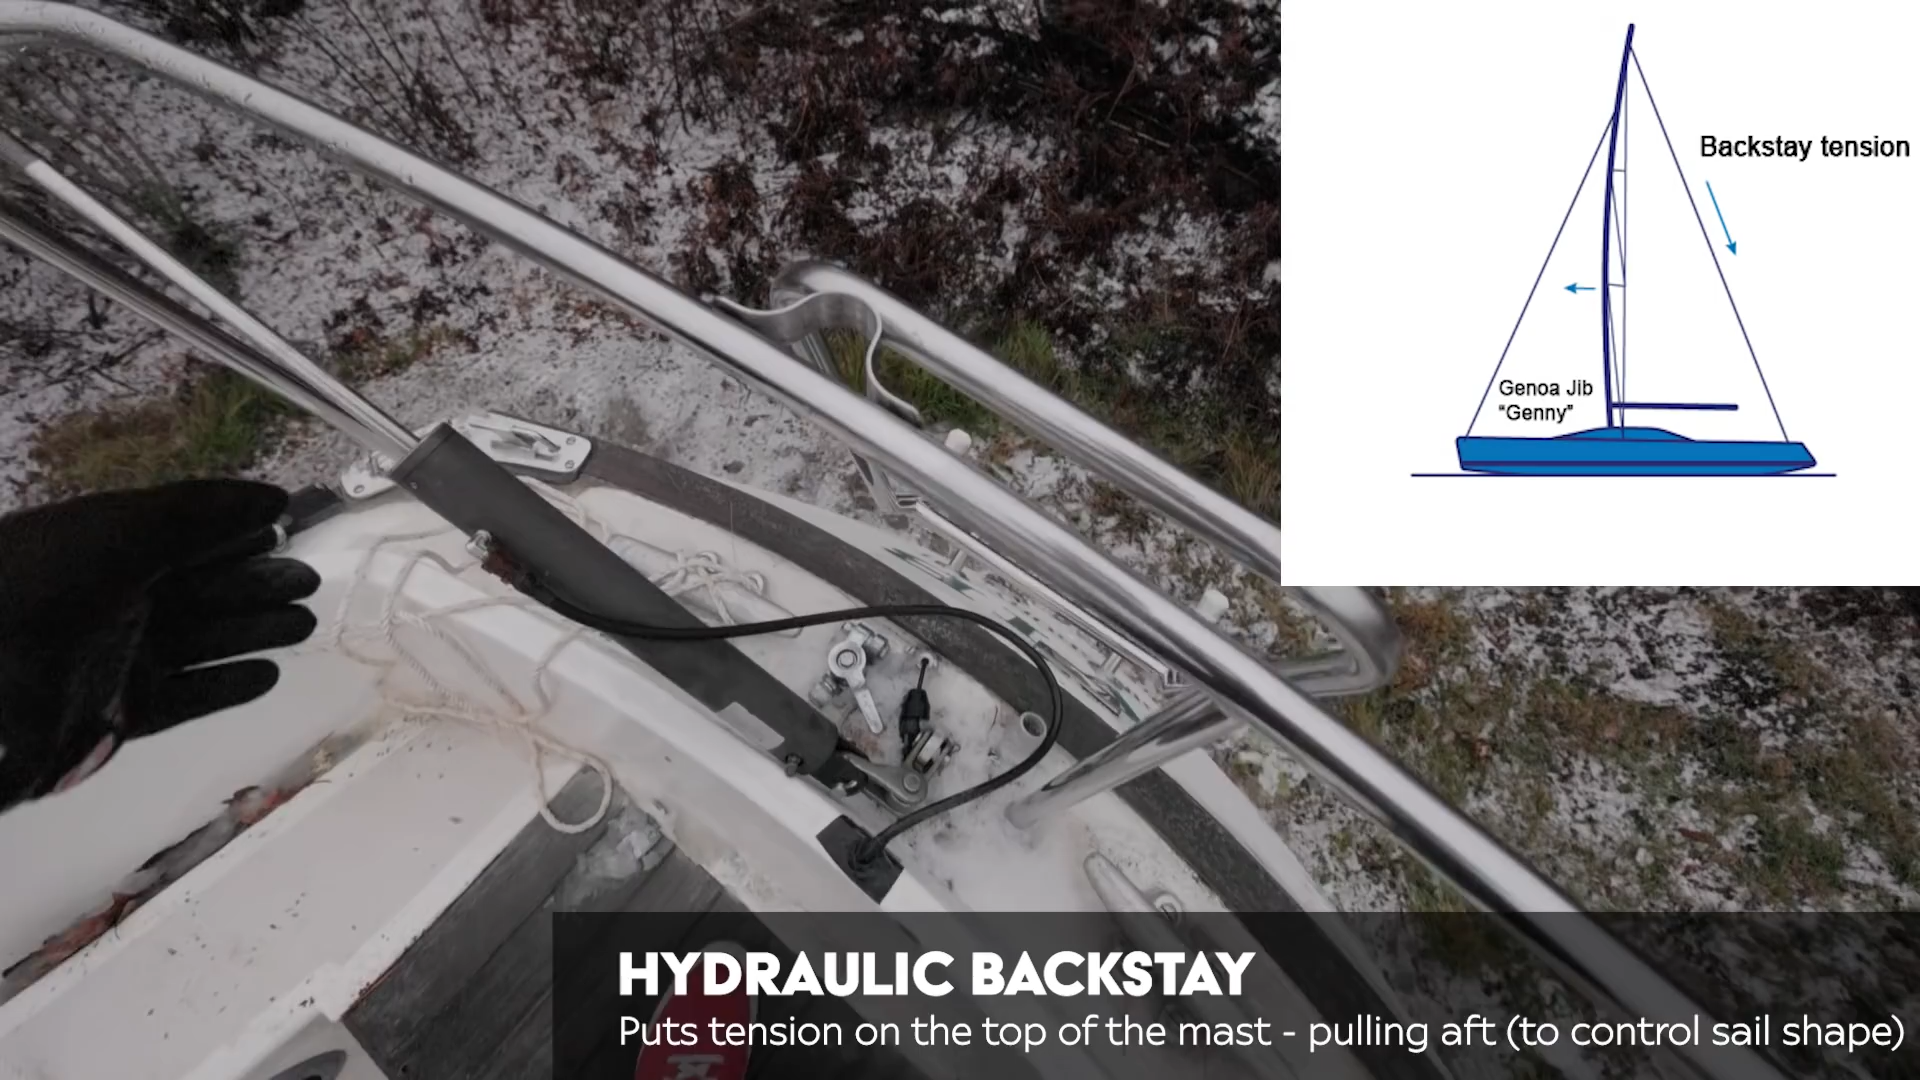 Backstay tension
Genoa Jib
“Genny”
HYDRAULIC BACKSTAY
Puts tension on the top of the mast - pulling aft (to control sail shape)